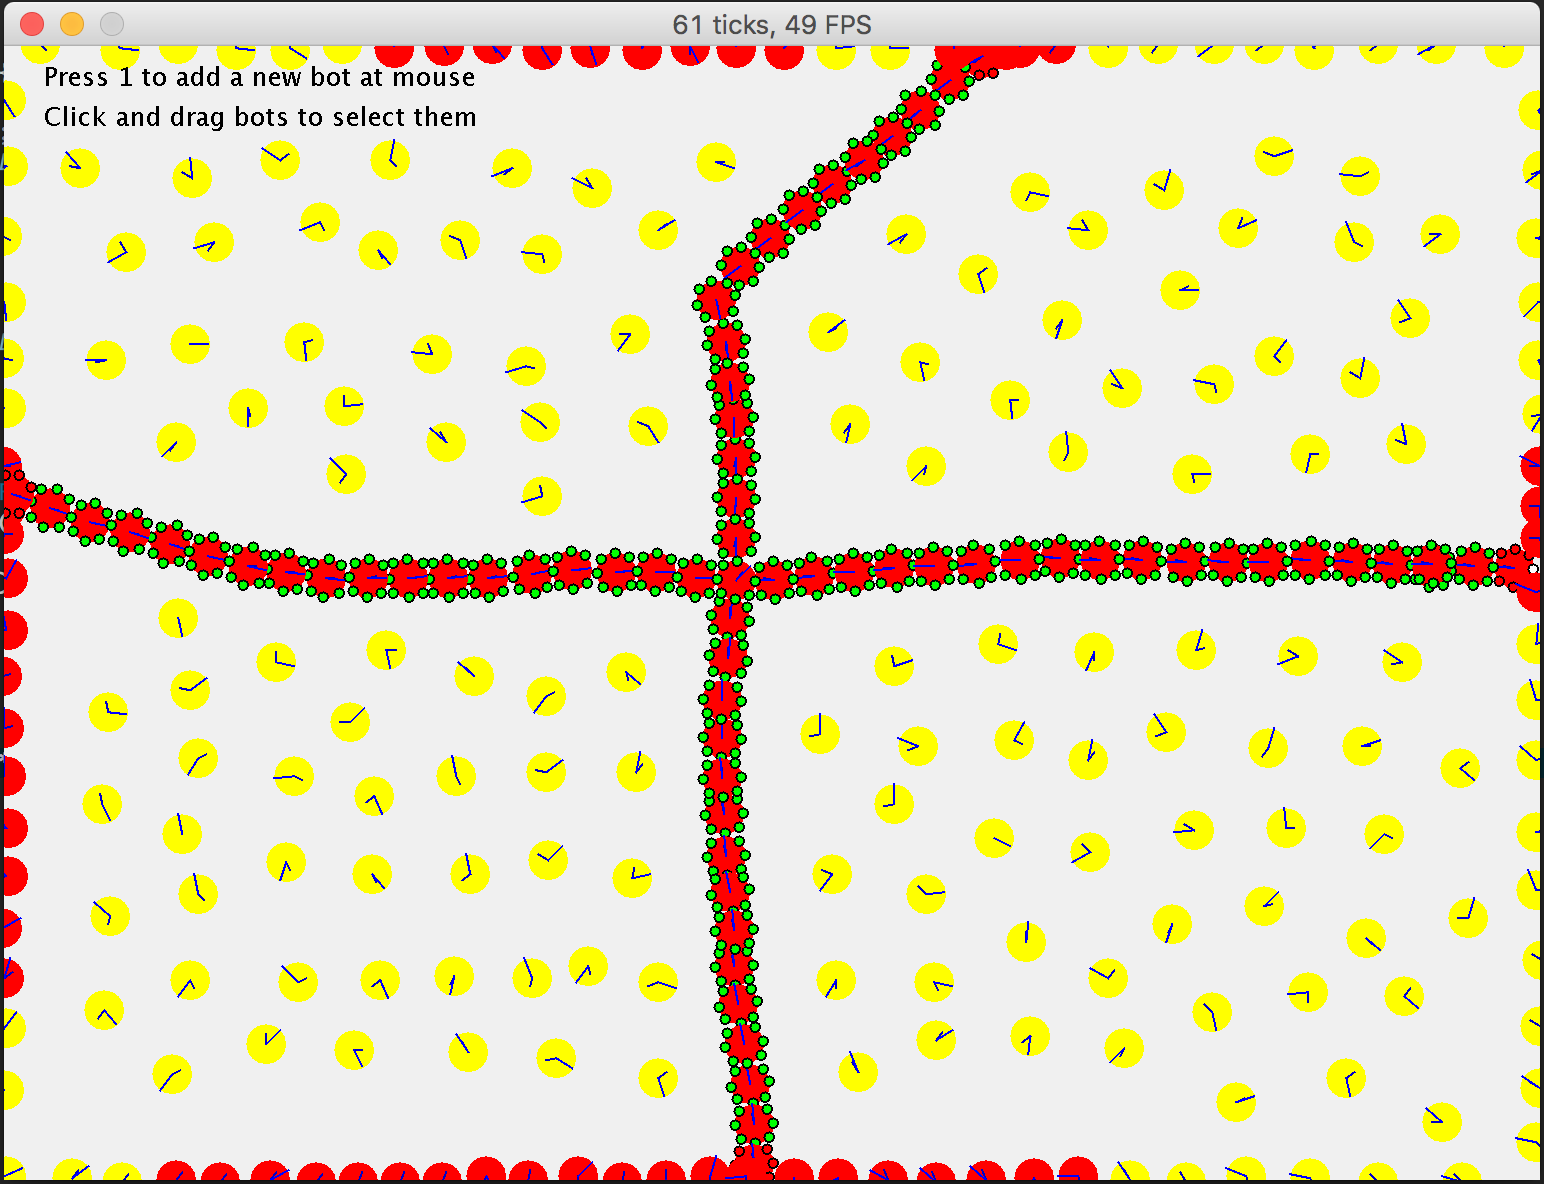 61 ticks, 49 FPS
Press 1 to add a new bot at mouse
Click and drag bots to select them